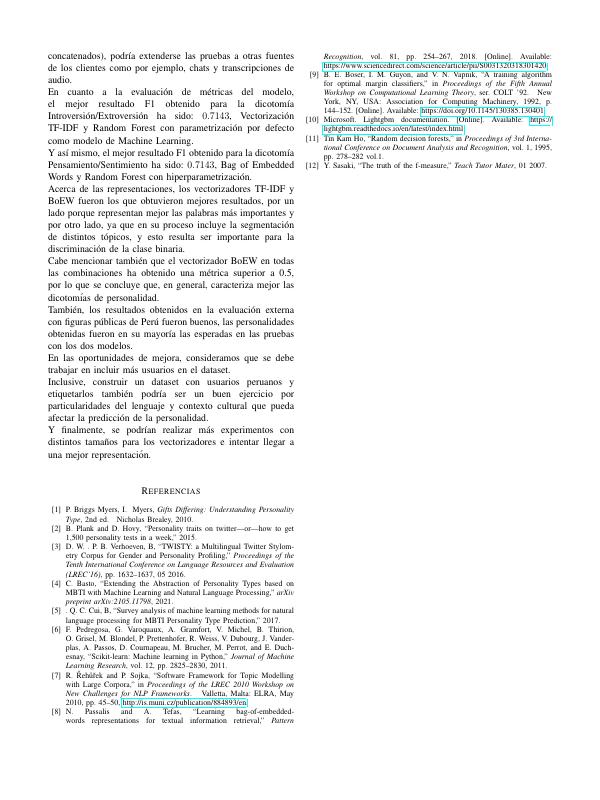 concatenados), podría extenderse las pruebas a otras fuentes
de los clientes como por ejemplo, chats y transcripciones de
audio.
En cuanto a la evaluación de métricas del modelo,
el mejor resultado F1 obtenido para la dicotomía
Introversión/Extroversión ha sido: 0.7143, Vectorización
TF-IDF y Random Forest con parametrización por defecto
como modelo de Machine Learning.
Y así mismo, el mejor resultado F1 obtenido para la dicotomía
Pensamiento/Sentimiento ha sido: 0.7143, Bag of Embedded
Words y Random Forest con hiperparametrización.
Acerca de las representaciones, los vectorizadores TF-IDF y
BoEW fueron los que obtuvieron mejores resultados, por un
lado porque representan mejor las palabras más importantes y
por otro lado, ya que en su proceso incluye la segmentación
de distintos tópicos, y esto resulta ser importante para la
discriminación de la clase binaria.
Cabe mencionar también que el vectorizador BoEW en todas
las combinaciones ha obtenido una métrica superior a 0.5,
por lo que se concluye que, en general, caracteriza mejor las
dicotomías de personalidad.
También, los resultados obtenidos en la evaluación externa
con figuras públicas de Perú fueron buenos, las personalidades
obtenidas fueron en su mayoría las esperadas en las pruebas
con los dos modelos.
En las oportunidades de mejora, consideramos que se debe
trabajar en incluir más usuarios en el dataset.
Inclusive, construir un dataset con usuarios peruanos y
etiquetarlos también podría ser un buen ejercicio por
particularidades del lenguaje y contexto cultural que pueda
afectar la predicción de la personalidad.
Y finalmente, se podrían realizar más experimentos con
distintos tamaños para los vectorizadores e intentar llegar a
una mejor representación.
REFERENCIAS
[1] P. Briggs Myers, I. Myers, Gifts Differing: Understanding Personality
Type, 2nd ed. Nicholas Brealey, 2010.
[2] B. Plank and D. Hovy, “Personality traits on twitter—or—how to get
1,500 personality tests in a week,” 2015.
[3] D. W. . P. B. Verhoeven, B, “TWISTY: a Multilingual Twitter Stylom-
etry Corpus for Gender and Personality Profiling,” Proceedings of the
Tenth International Conference on Language Resources and Evaluation
(LREC’16), pp. 1632–1637, 05 2016.
[4] C. Basto, “Extending the Abstraction of Personality Types based on
MBTI with Machine Learning and Natural Language Processing,” arXiv
preprint arXiv:2105.11798, 2021.
[5] . Q. C. Cui, B, “Survey analysis of machine learning methods for natural
language processing for MBTI Personality Type Prediction,” 2017.
[6] F. Pedregosa, G. Varoquaux, A. Gramfort, V. Michel, B. Thirion,
O. Grisel, M. Blondel, P. Prettenhofer, R. Weiss, V. Dubourg, J. Vander-
plas, A. Passos, D. Cournapeau, M. Brucher, M. Perrot, and E. Duch-
esnay, “Scikit-learn: Machine learning in Python,” Journal of Machine
Learning Research, vol. 12, pp. 2825–2830, 2011.
[7] R. Řehůřek and P. Sojka, “Software Framework for Topic Modelling
with Large Corpora,” in Proceedings of the LREC 2010 Workshop on
New Challenges for NLP Frameworks. Valletta, Malta: ELRA, May
2010, pp. 45–50, http://is.muni.cz/publication/884893/en.
[8] N. Passalis and A. Tefas, “Learning bag-of-embedded-
words representations for textual information retrieval,” Pattern
Recognition, vol. 81, pp. 254–267, 2018. [Online]. Available:
https://www.sciencedirect.com/science/article/pii/S0031320318301420
[9] B. E. Boser, I. M. Guyon, and V. N. Vapnik, “A training algorithm
for optimal margin classifiers,” in Proceedings of the Fifth Annual
Workshop on Computational Learning Theory, ser. COLT ’92. New
York, NY, USA: Association for Computing Machinery, 1992, p.
144–152. [Online]. Available: https://doi.org/10.1145/130385.130401
[10] Microsoft. Lightgbm documentation. [Online]. Available: https://
lightgbm.readthedocs.io/en/latest/index.html
[11] Tin Kam Ho, “Random decision forests,” in Proceedings of 3rd Interna-
tional Conference on Document Analysis and Recognition, vol. 1, 1995,
pp. 278–282 vol.1.
[12] Y. Sasaki, “The truth of the f-measure,” Teach Tutor Mater, 01 2007.